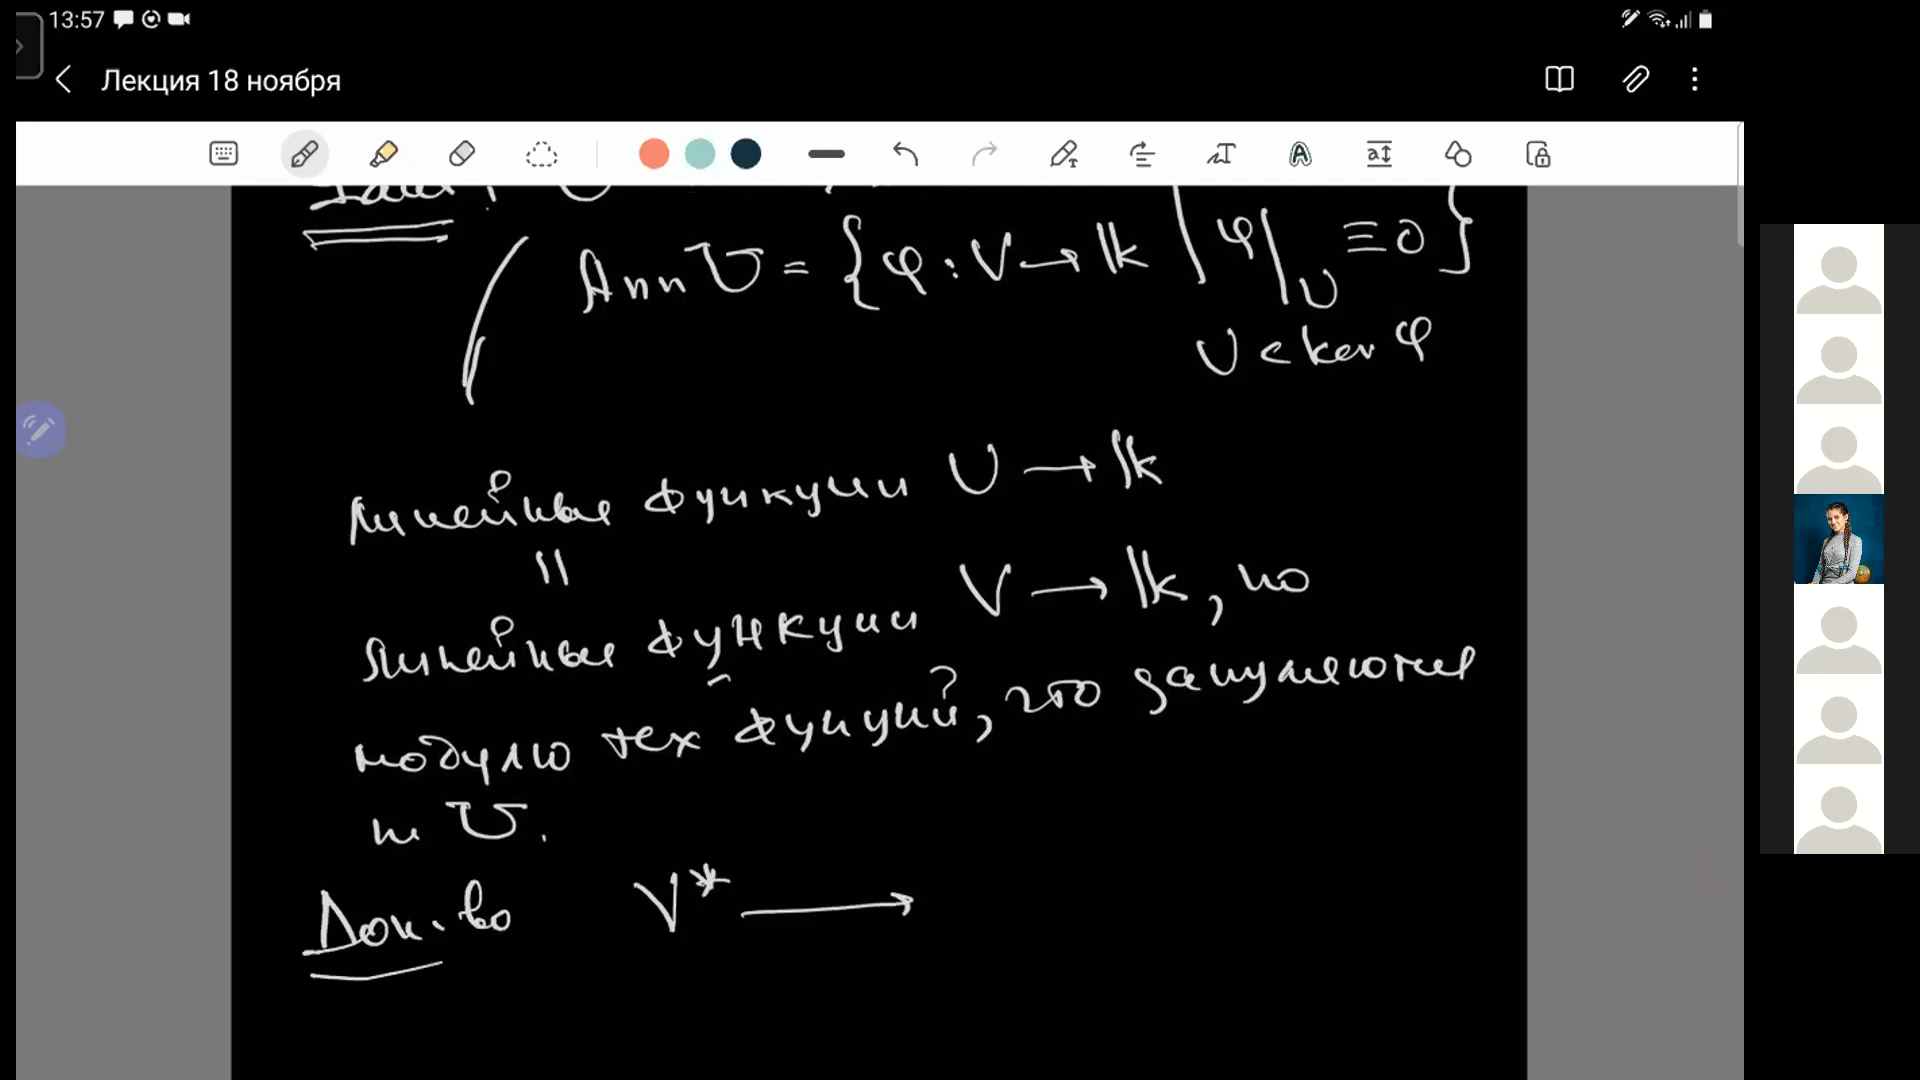 13:57
Лекция 18 ноября
Ann U = {φ : V → 𝕜 | φ|_U ≡ 0}
U ⊂ ker φ
линейные функции U → 𝕜
||
линейные функции V → 𝕜, но
модулю тех функций, что зануляются
на U.
Док-во V* →